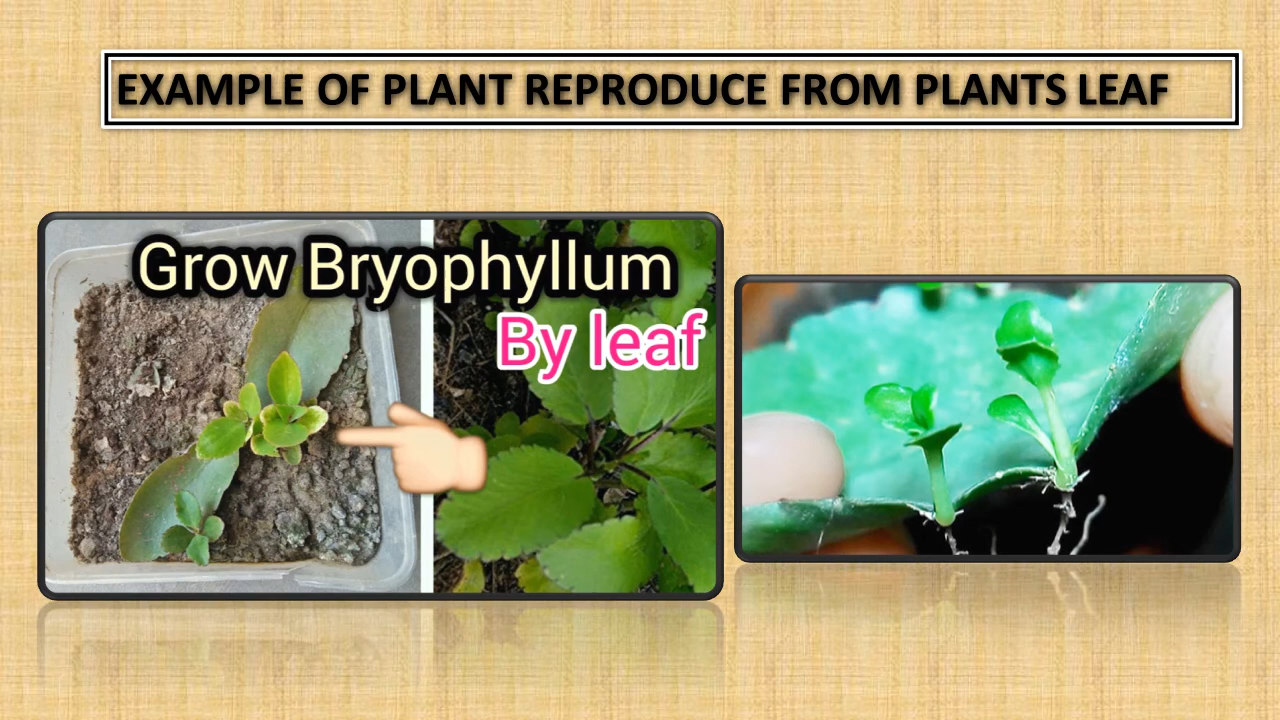 EXAMPLE OF PLANT REPRODUCE FROM PLANTS LEAF
Grow Bryophyllum
By leaf